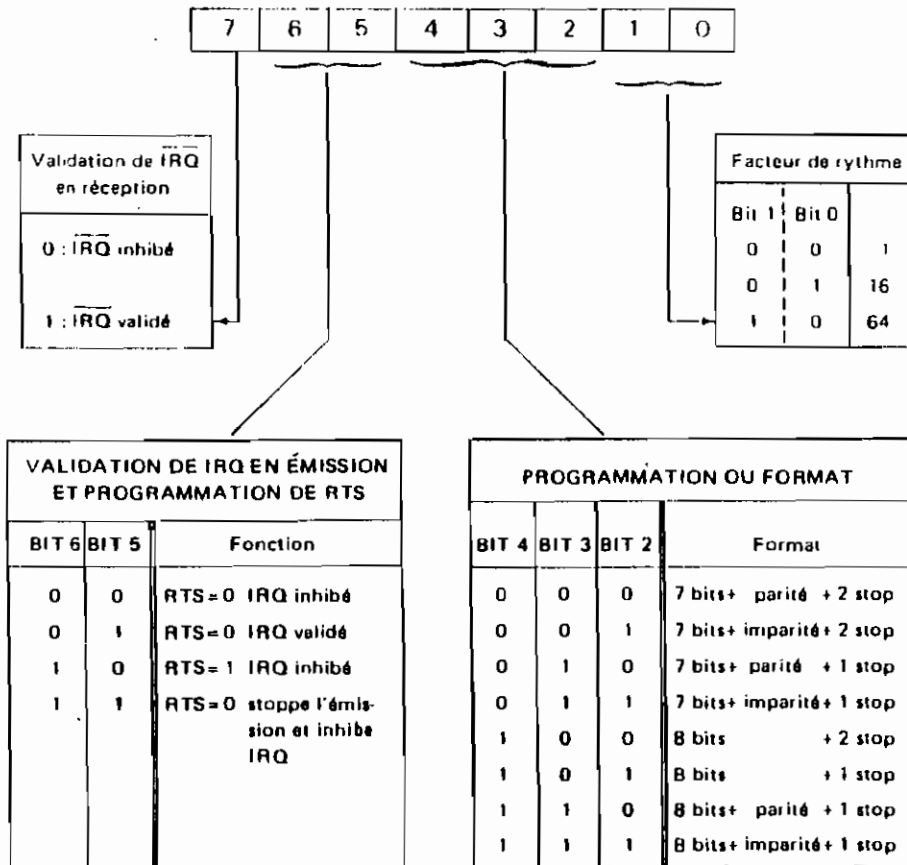 7 6 5 4 3 2 1 0
Validation de IRQ
en réception
0 : IRQ inhibé
1 : IRQ validé
Facteur de rythme
Bit 1 Bit 0
0 0 1
0 1 16
1 0 64
VALIDATION DE IRQ EN ÉMISSION
ET PROGRAMMATION DE RTS
BIT 6 BIT 5 Fonction
0 0 RTS=0 IRQ inhibé
0 1 RTS=0 IRQ validé
1 0 RTS=1 IRQ inhibé
1 1 RTS=0 stoppe l'émis-
sion et inhibe
IRQ
PROGRAMMATION OU FORMAT
BIT 4 BIT 3 BIT 2 Format
0 0 0 7 bits+ parité + 2 stop
0 0 1 7 bits+ imparité+ 2 stop
0 1 0 7 bits+ parité + 1 stop
0 1 1 7 bits+ imparité+ 1 stop
1 0 0 8 bits + 2 stop
1 0 1 8 bits + 1 stop
1 1 0 8 bits+ parité + 1 stop
1 1 1 8 bits+ imparité+ 1 stop